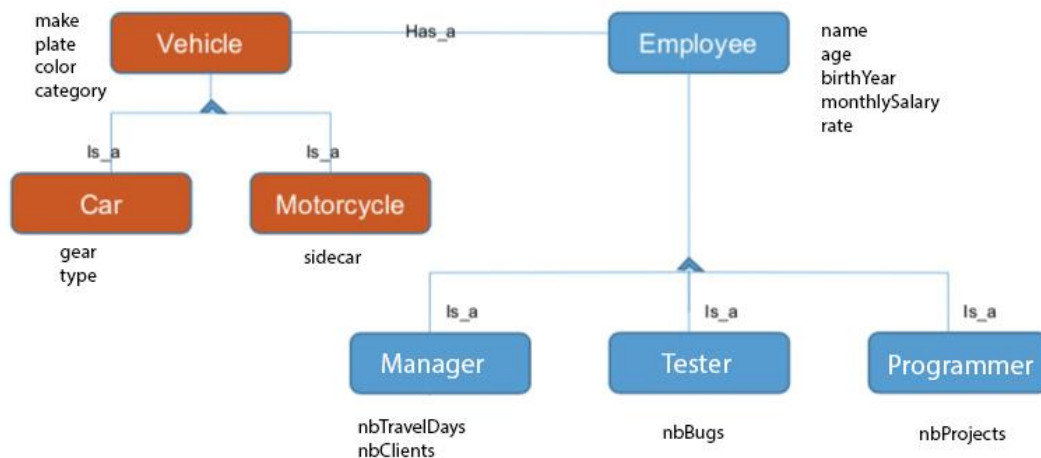 make
plate
color
category
Vehicle
Has_a
Employee
name
age
birthYear
monthlySalary
rate
Is_a
Is_a
Car
Motorcycle
gear
type
sidecar
Is_a
Is_a
Is_a
Manager
Tester
Programmer
nbTravelDays
nbClients
nbBugs
nbProjects